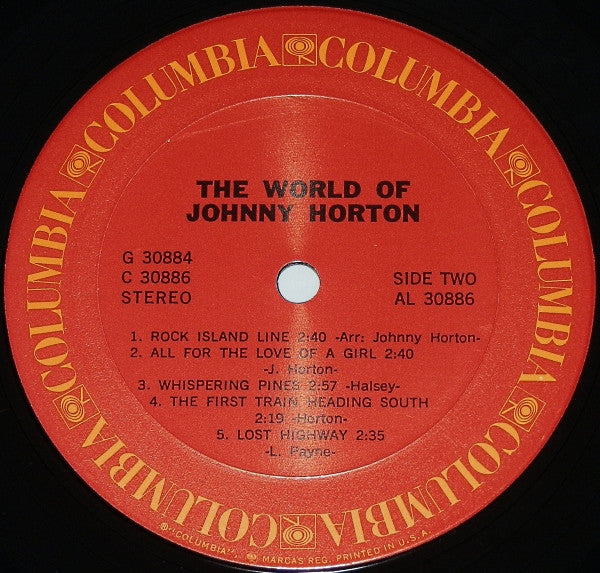 COLUMBIA COLUMBIA COLUMBIA COLUMBIA COLUMBIA COLUMBIA
THE WORLD OF
JOHNNY HORTON
G 30884
C 30886
STEREO
SIDE TWO
AL 30886
1. ROCK ISLAND LINE 2:40 -Arr: Johnny Horton-
2. ALL FOR THE LOVE OF A GIRL 2:40
-J. Horton-
3. WHISPERING PINES 2:57 -Halsey-
4. THE FIRST TRAIN HEADING SOUTH
2:19 -Horton-
5. LOST HIGHWAY 2:35
-L. Payne-
® "COLUMBIA", MARCAS REG. PRINTED IN U.S.A.